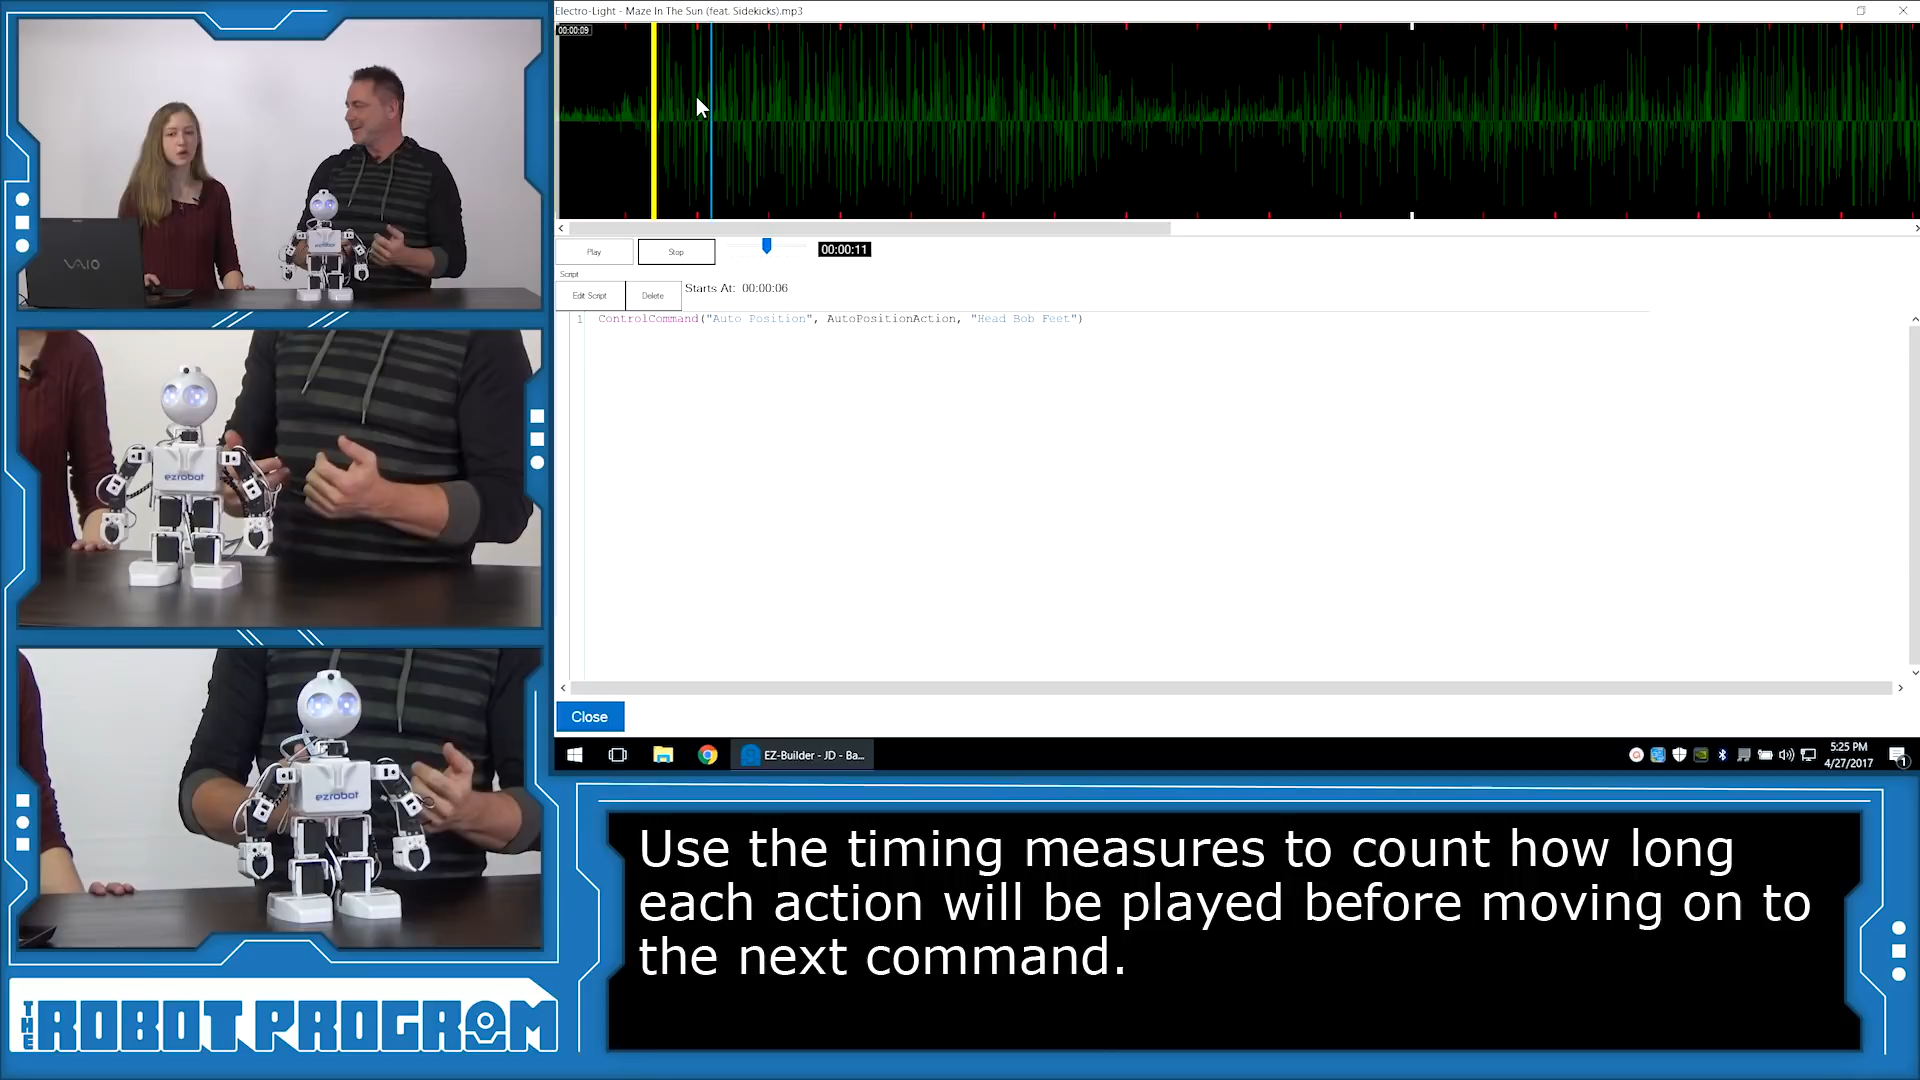 Electro-Light - Maze In The Sun (feat. Sidekicks).mp3
00:00:09
Play
Stop
00:00:11
Script
Edit Script
Delete
Starts At: 00:00:06
1 ControlCommand("Auto Position", AutoPositionAction, "Head Bob Feet")
Close
EZ-Builder - JD - Ba...
5:25 PM
4/27/2017
1
VAIO
ezrobot
ezrobot
ezrobot
Use the timing measures to count how long
each action will be played before moving on to
the next command.
THE ROBOT PROGRAM